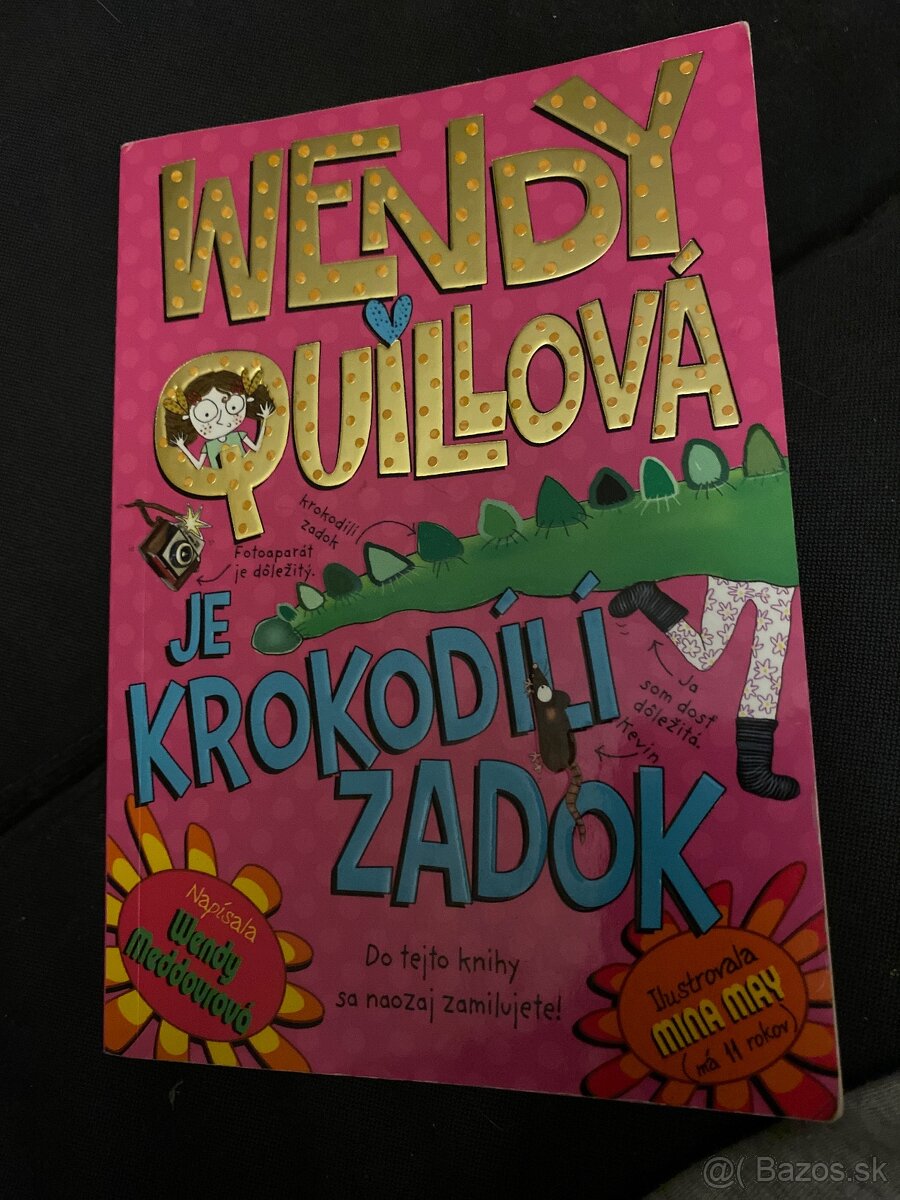 WENDY
QUILLOVÁ
krokodílí
zadok
Fotoaparát
je dôležitý.
JE
KROKODÍLÍ
ZADOK
Ja
som dosť
dôležitá.
Kevin
Napísala
Wendy
Meddourová
Do tejto knihy
sa naozaj zamilujete!
Ilustrovala
MINA MAY
(má 11 rokov)
@( Bazos.sk